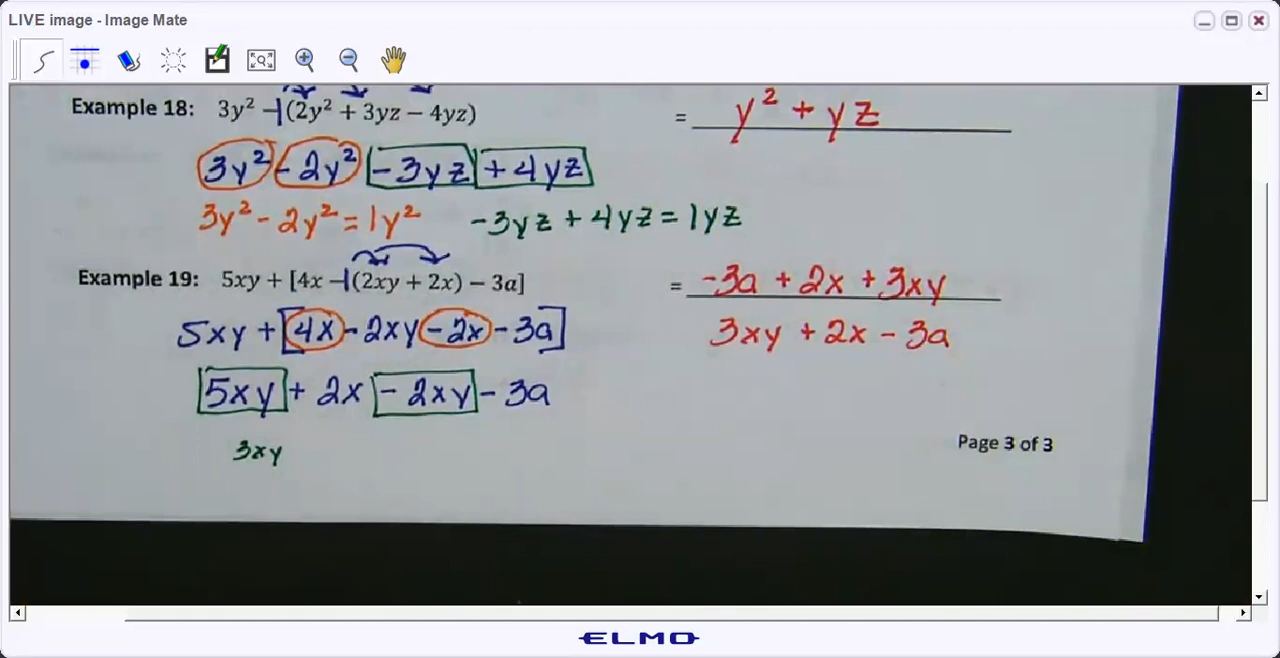 LIVE image - Image Mate
Example 18: 3y² -1(2y² + 3yz − 4yz) = y² + yz
3y² - 2y² - 3yz + 4yz
3y² - 2y² = 1y² -3yz + 4yz = 1yz
Example 19: 5xy + [4x -1(2xy + 2x) − 3a] = -3a + 2x + 3xy
5xy + [4x - 2xy - 2x - 3a] 3xy + 2x - 3a
5xy + 2x - 2xy - 3a
3xy
Page 3 of 3
ELMO